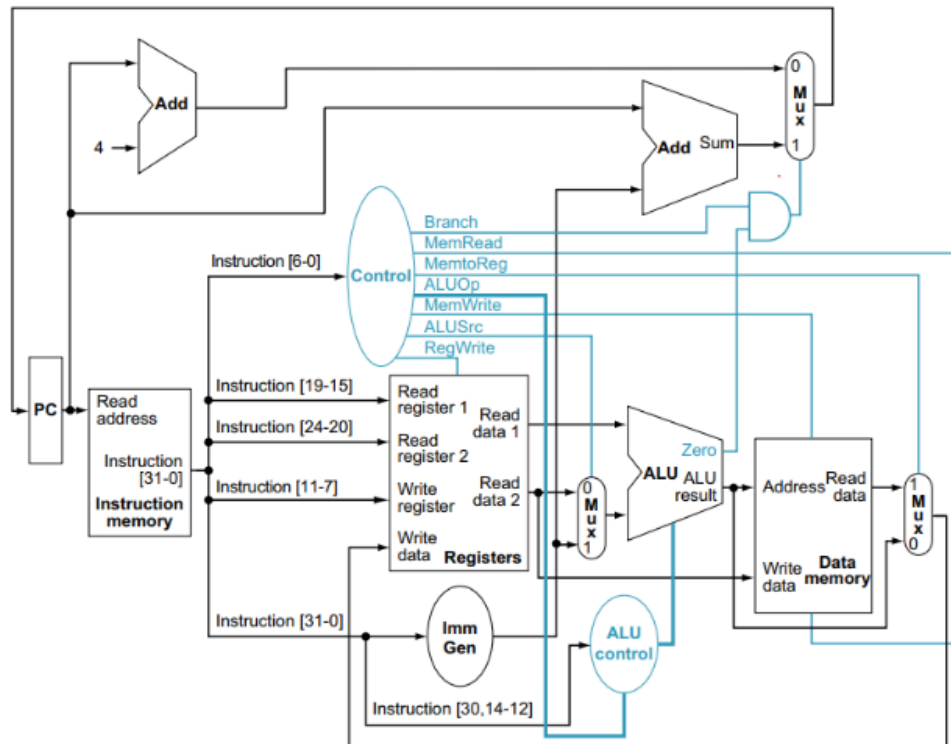 0
Mux
1
Add
4
Add Sum
Branch
MemRead
MemtoReg
ALUOp
MemWrite
ALUSrc
RegWrite
Control
Instruction [6-0]
Instruction [19-15]
Instruction [24-20]
Instruction [11-7]
Instruction [31-0]
Instruction [30,14-12]
PC
Read
address
Instruction
[31-0]
Instruction
memory
Read
register 1
Read
register 2
Write
register
Write
data
Read
data 1
Read
data 2
Registers
0
Mux
1
Zero
ALU
ALU
result
Address
Read
data
Write
data
Data
memory
1
Mux
0
Imm
Gen
ALU
control